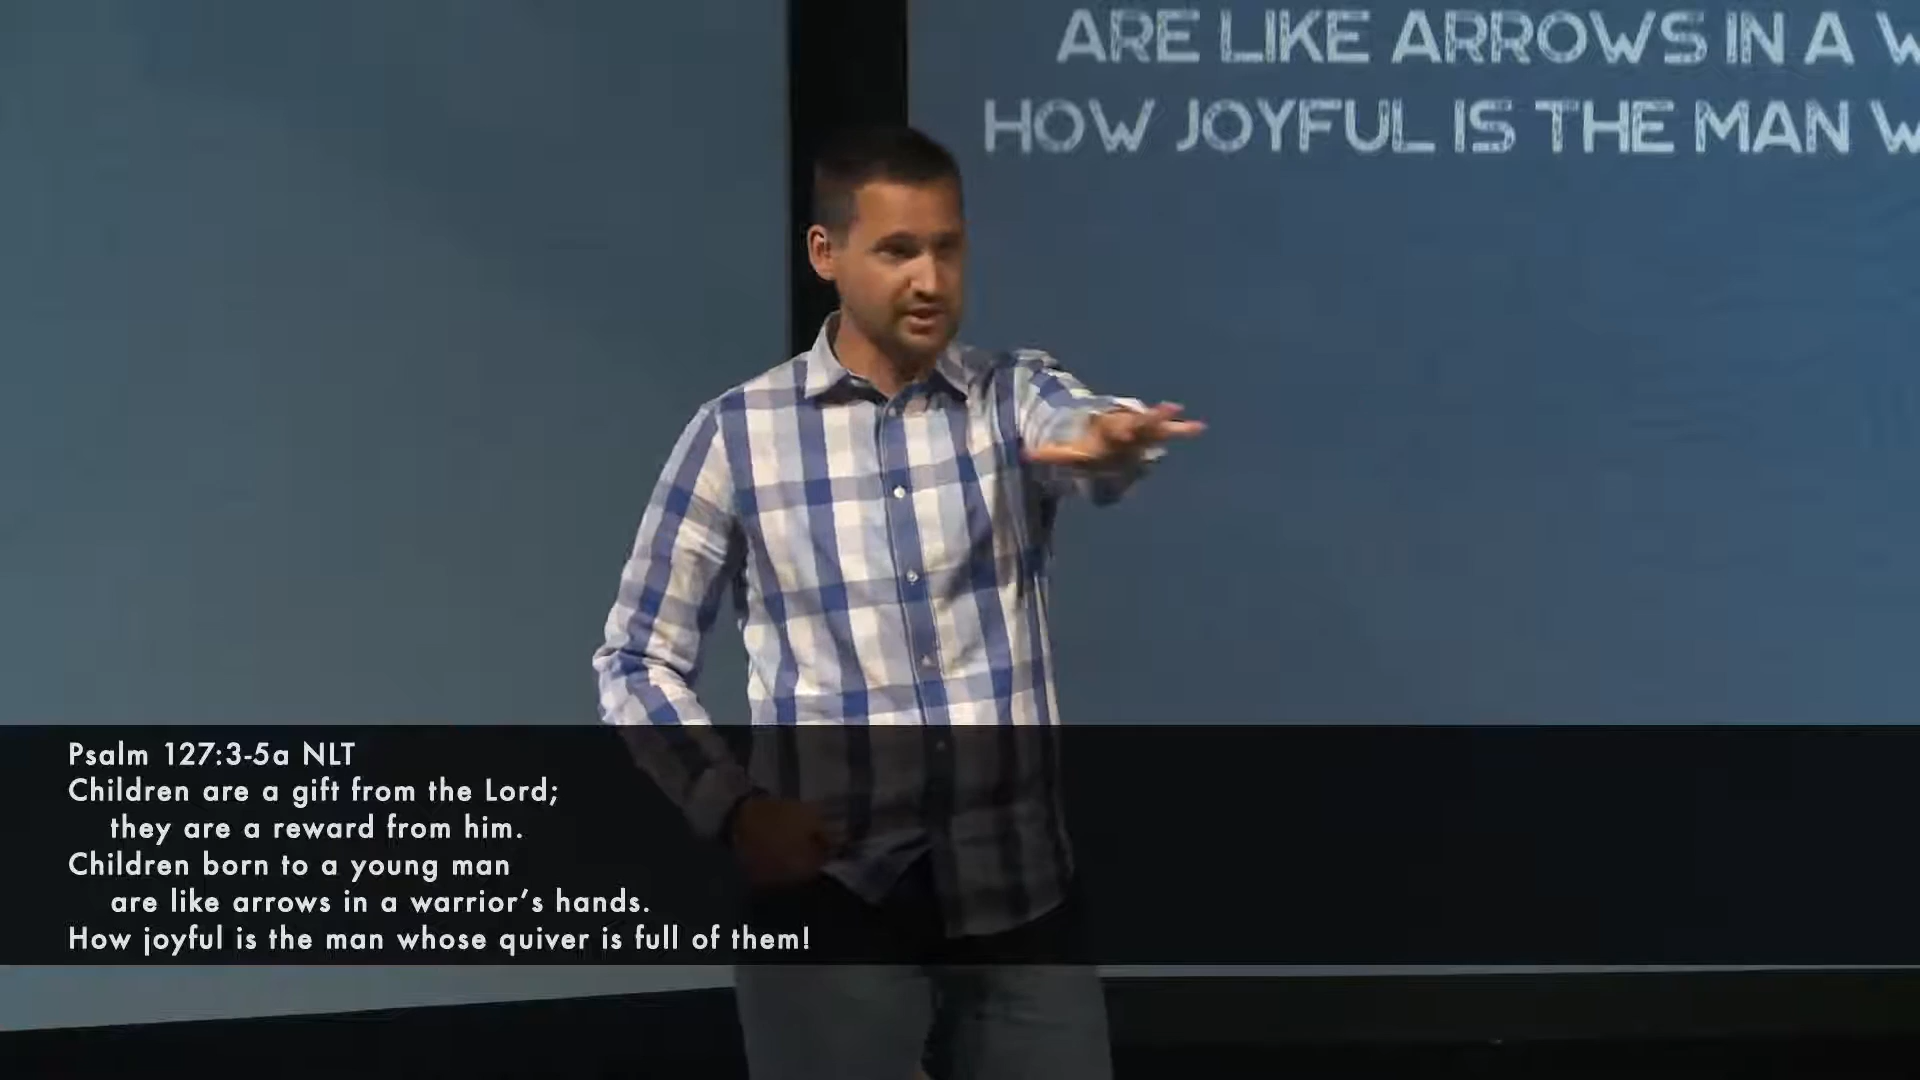 ARE LIKE ARROWS IN A
HOW JOYFUL IS THE MAN
Psalm 127:3-5a NLT
Children are a gift from the Lord;
they are a reward from him.
Children born to a young man
are like arrows in a warrior’s hands.
How joyful is the man whose quiver is full of them!